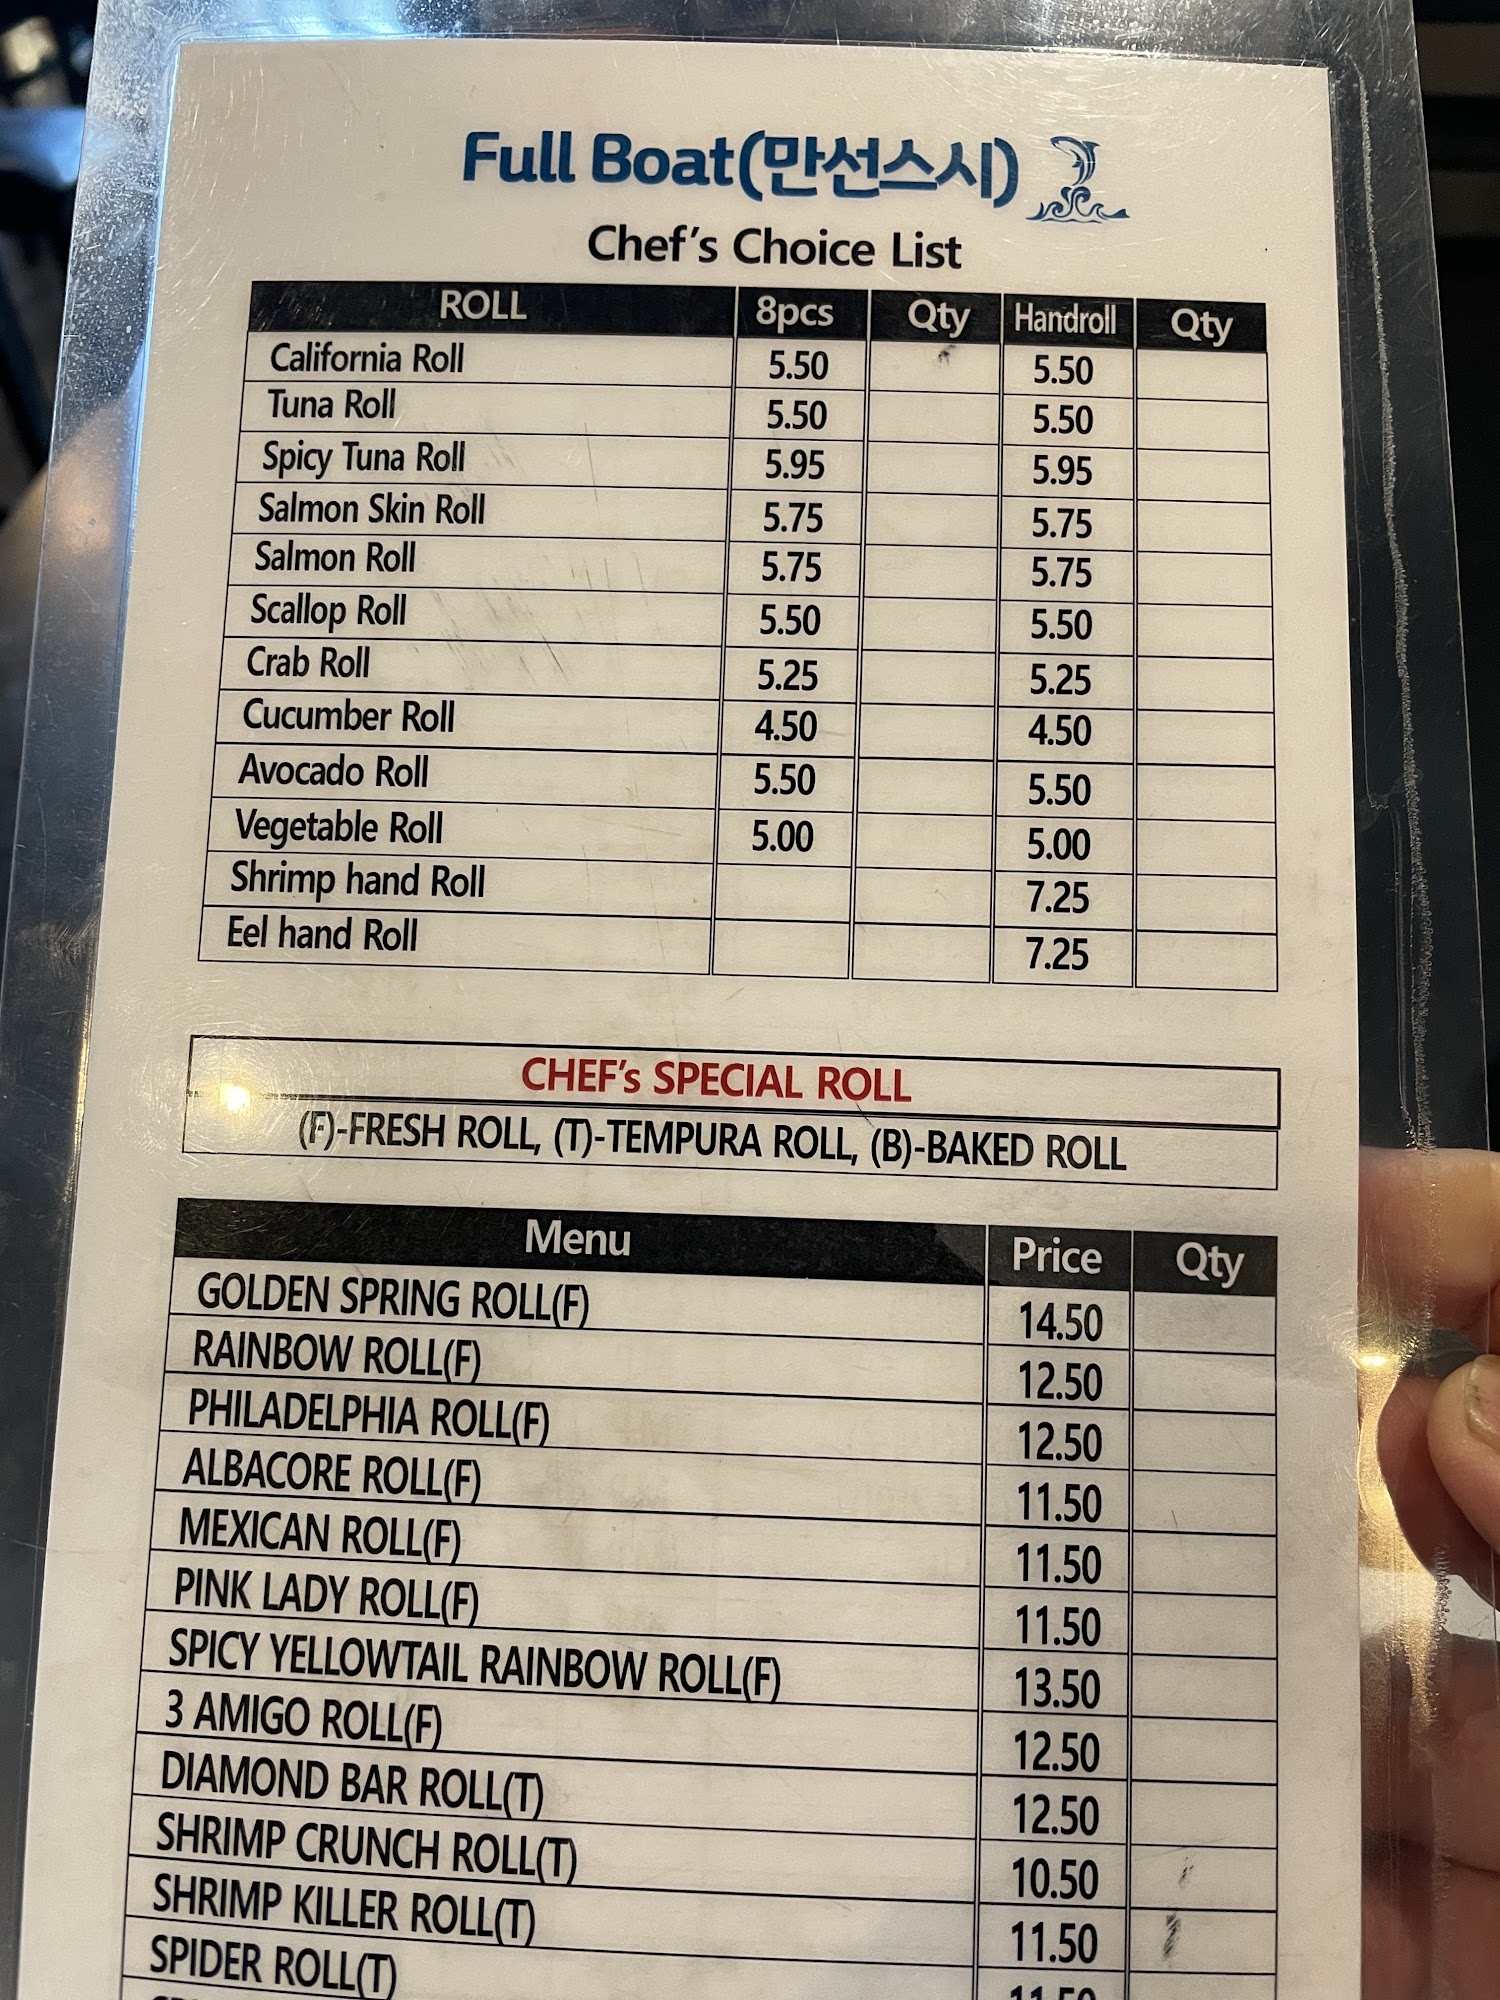 Full Boat(만선스시)
Chef's Choice List
ROLL 8pcs Qty Handroll Qty
California Roll 5.50 5.50
Tuna Roll 5.50 5.50
Spicy Tuna Roll 5.95 5.95
Salmon Skin Roll 5.75 5.75
Salmon Roll 5.75 5.75
Scallop Roll 5.50 5.50
Crab Roll 5.25 5.25
Cucumber Roll 4.50 4.50
Avocado Roll 5.50 5.50
Vegetable Roll 5.00 5.00
Shrimp hand Roll 7.25
Eel hand Roll 7.25
CHEF's SPECIAL ROLL
(F)-FRESH ROLL, (T)-TEMPURA ROLL, (B)-BAKED ROLL
Menu Price Qty
GOLDEN SPRING ROLL(F) 14.50
RAINBOW ROLL(F) 12.50
PHILADELPHIA ROLL(F) 12.50
ALBACORE ROLL(F) 11.50
MEXICAN ROLL(F) 11.50
PINK LADY ROLL(F) 11.50
SPICY YELLOWTAIL RAINBOW ROLL(F) 13.50
3 AMIGO ROLL(F) 12.50
DIAMOND BAR ROLL(T) 12.50
SHRIMP CRUNCH ROLL(T) 10.50
SHRIMP KILLER ROLL(T) 11.50
SPIDER ROLL(T) 11.50